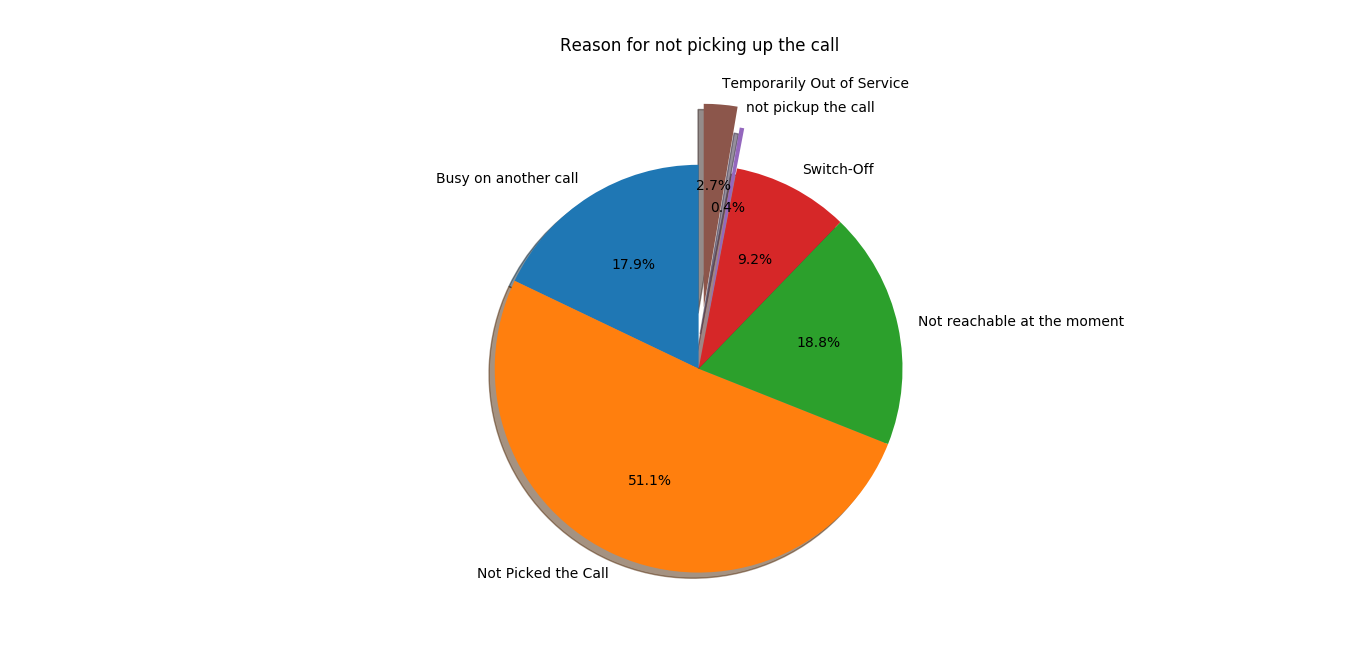 Reason for not picking up the call
Temporarily Out of Service
not pickup the call
Switch-Off
Busy on another call
2.7%
0.4%
9.2%
17.9%
Not reachable at the moment
18.8%
51.1%
Not Picked the Call